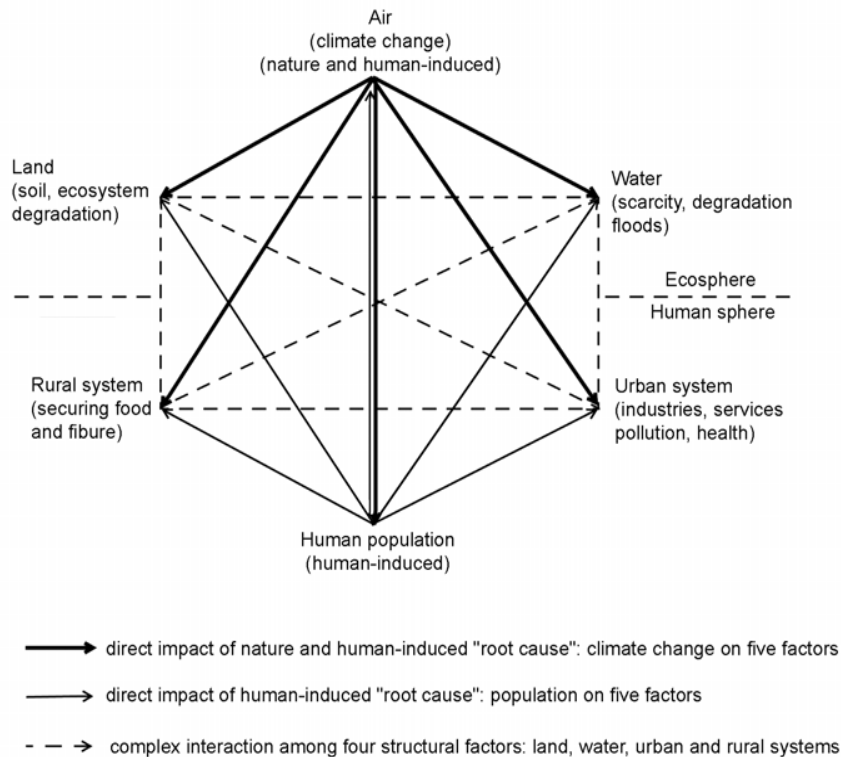 Air
(climate change)
(nature and human-induced)
Land
(soil, ecosystem
degradation)
Water
(scarcity, degradation
floods)
Ecosphere
Human sphere
Rural system
(securing food
and fibure)
Urban system
(industries, services
pollution, health)
Human population
(human-induced)
direct impact of nature and human-induced "root cause": climate change on five factors
direct impact of human-induced "root cause": population on five factors
complex interaction among four structural factors: land, water, urban and rural systems